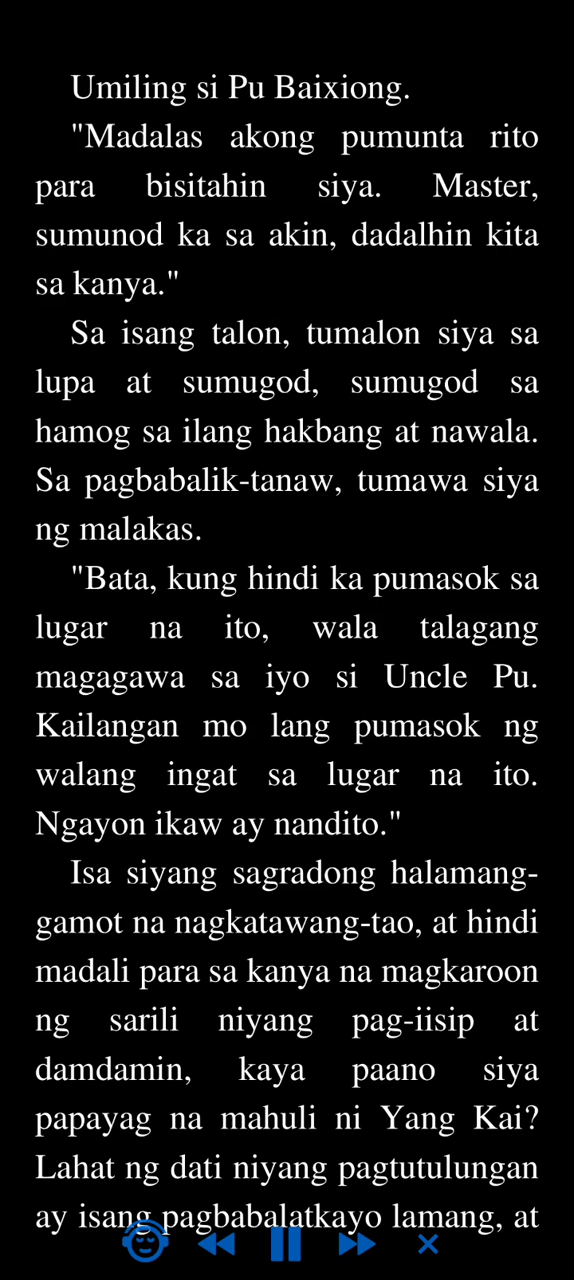 Umiling si Pu Baixiong.
"Madalas akong pumunta rito
para bisitahin siya. Master,
sumunod ka sa akin, dadalhin kita
sa kanya."
Sa isang talon, tumalon siya sa
lupa at sumugod, sumugod sa
hamog sa ilang hakbang at nawala.
Sa pagbabalik-tanaw, tumawa siya
ng malakas.
"Bata, kung hindi ka pumasok sa
lugar na ito, wala talagang
magagawa sa iyo si Uncle Pu.
Kailangan mo lang pumasok ng
walang ingat sa lugar na ito.
Ngayon ikaw ay nandito."
Isa siyang sagradong halamang-
gamot na nagkatawang-tao, at hindi
madali para sa kanya na magkaroon
ng sarili niyang pag-iisip at
damdamin, kaya paano siya
papayag na mahuli ni Yang Kai?
Lahat ng dati niyang pagtutulungan
ay isang pagbabalatkayo lamang, at